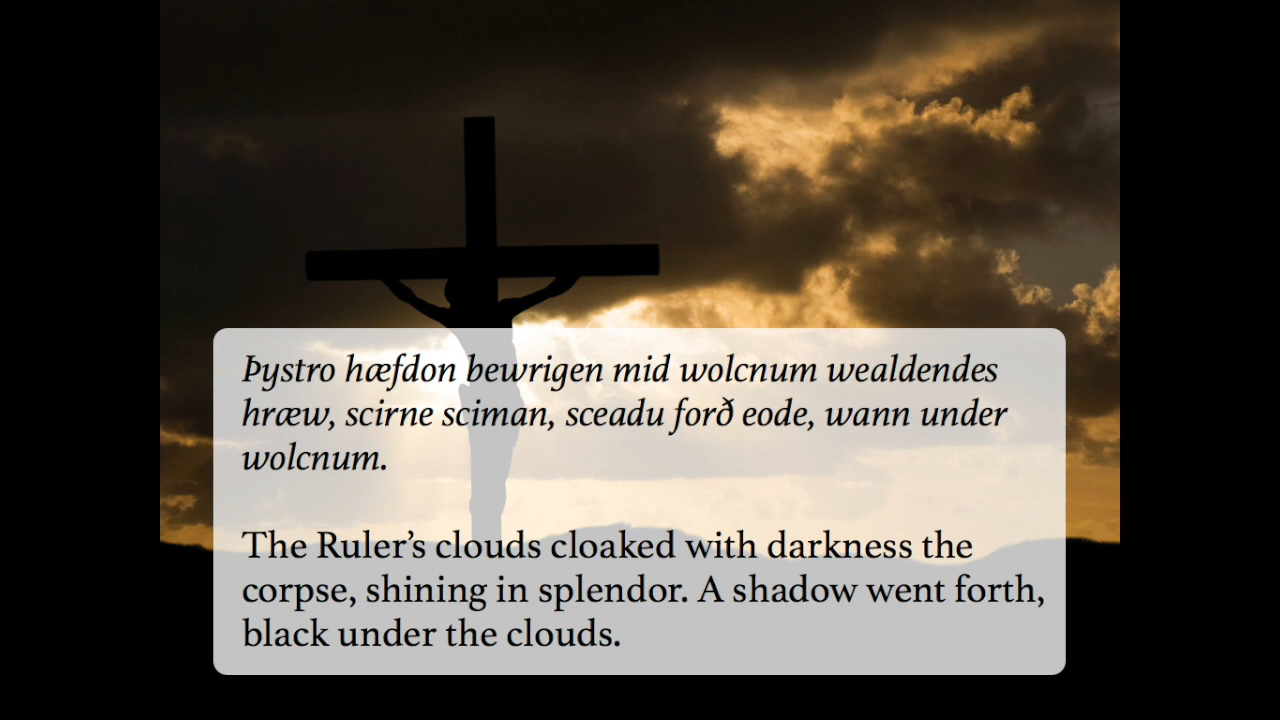 Þystro hæfdon bewrigen mid wolcnum wealdendes
hræw, scirne sciman, sceadu forð eode, wann under
wolcnum.
The Ruler’s clouds cloaked with darkness the
corpse, shining in splendor. A shadow went forth,
black under the clouds.